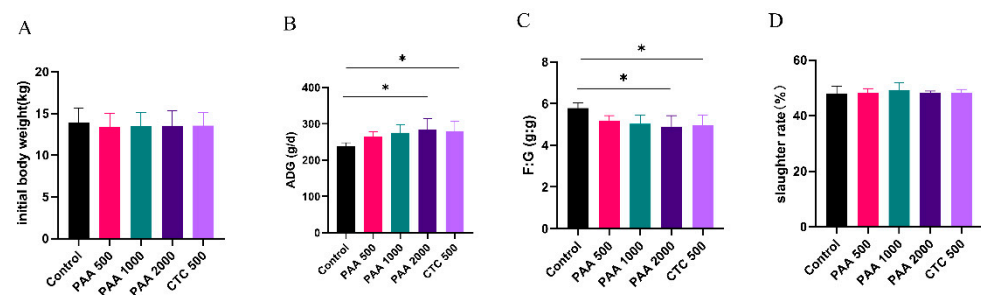 A
initial body weight(kg)
20
15
10
5
0
Control
PAA 500
PAA 1000
PAA 2000
CTC 500
B
ADG (g/d)
400
300
200
100
0
*
*
Control
PAA 500
PAA 1000
PAA 2000
CTC 500
C
F:G (g:g)
8
6
4
2
0
*
*
Control
PAA 500
PAA 1000
PAA 2000
CTC 500
D
slaughter rate(%)
60
40
20
0
Control
PAA 500
PAA 1000
PAA 2000
CTC 500